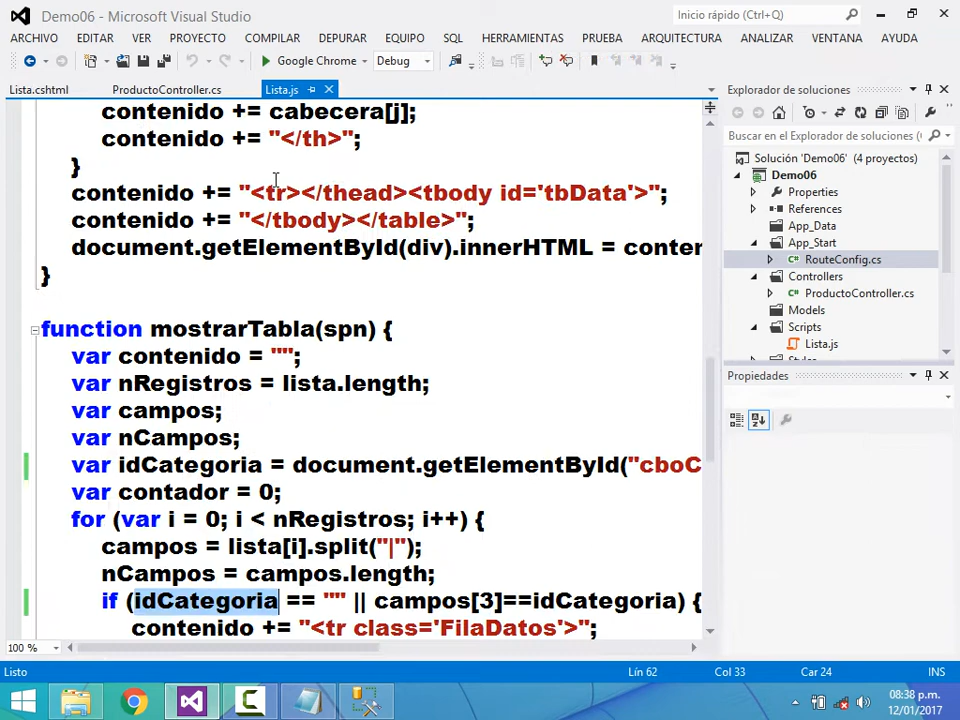 Demo06 - Microsoft Visual Studio
Inicio rápido (Ctrl+Q)
ARCHIVO EDITAR VER PROYECTO COMPILAR DEPURAR EQUIPO SQL HERRAMIENTAS PRUEBA ARQUITECTURA ANALIZAR VENTANA AYUDA
Google Chrome Debug
Lista.cshtml ProductoController.cs Lista.js
contenido += cabecera[j];
contenido += "</th>";
}
contenido += "<tr></thead><tbody id='tbData'>";
contenido += "</tbody></table>";
document.getElementById(div).innerHTML = conter
}
function mostrarTabla(spn) {
var contenido = "";
var nRegistros = lista.length;
var campos;
var nCampos;
var idCategoria = document.getElementById("cboC
var contador = 0;
for (var i = 0; i < nRegistros; i++) {
campos = lista[i].split("|");
nCampos = campos.length;
if (idCategoria == "" || campos[3]==idCategoria) {
contenido += "<tr class='FilaDatos'>";
100 %
Explorador de soluciones
Buscar en Explorador de soluciones
Solución 'Demo06' (4 proyectos)
Demo06
Properties
References
App_Data
App_Start
RouteConfig.cs
Controllers
ProductoController.cs
Models
Scripts
Lista.js
Propiedades
Listo Lín 62 Col 33 Car 24 INS
08:38 p.m.
12/01/2017